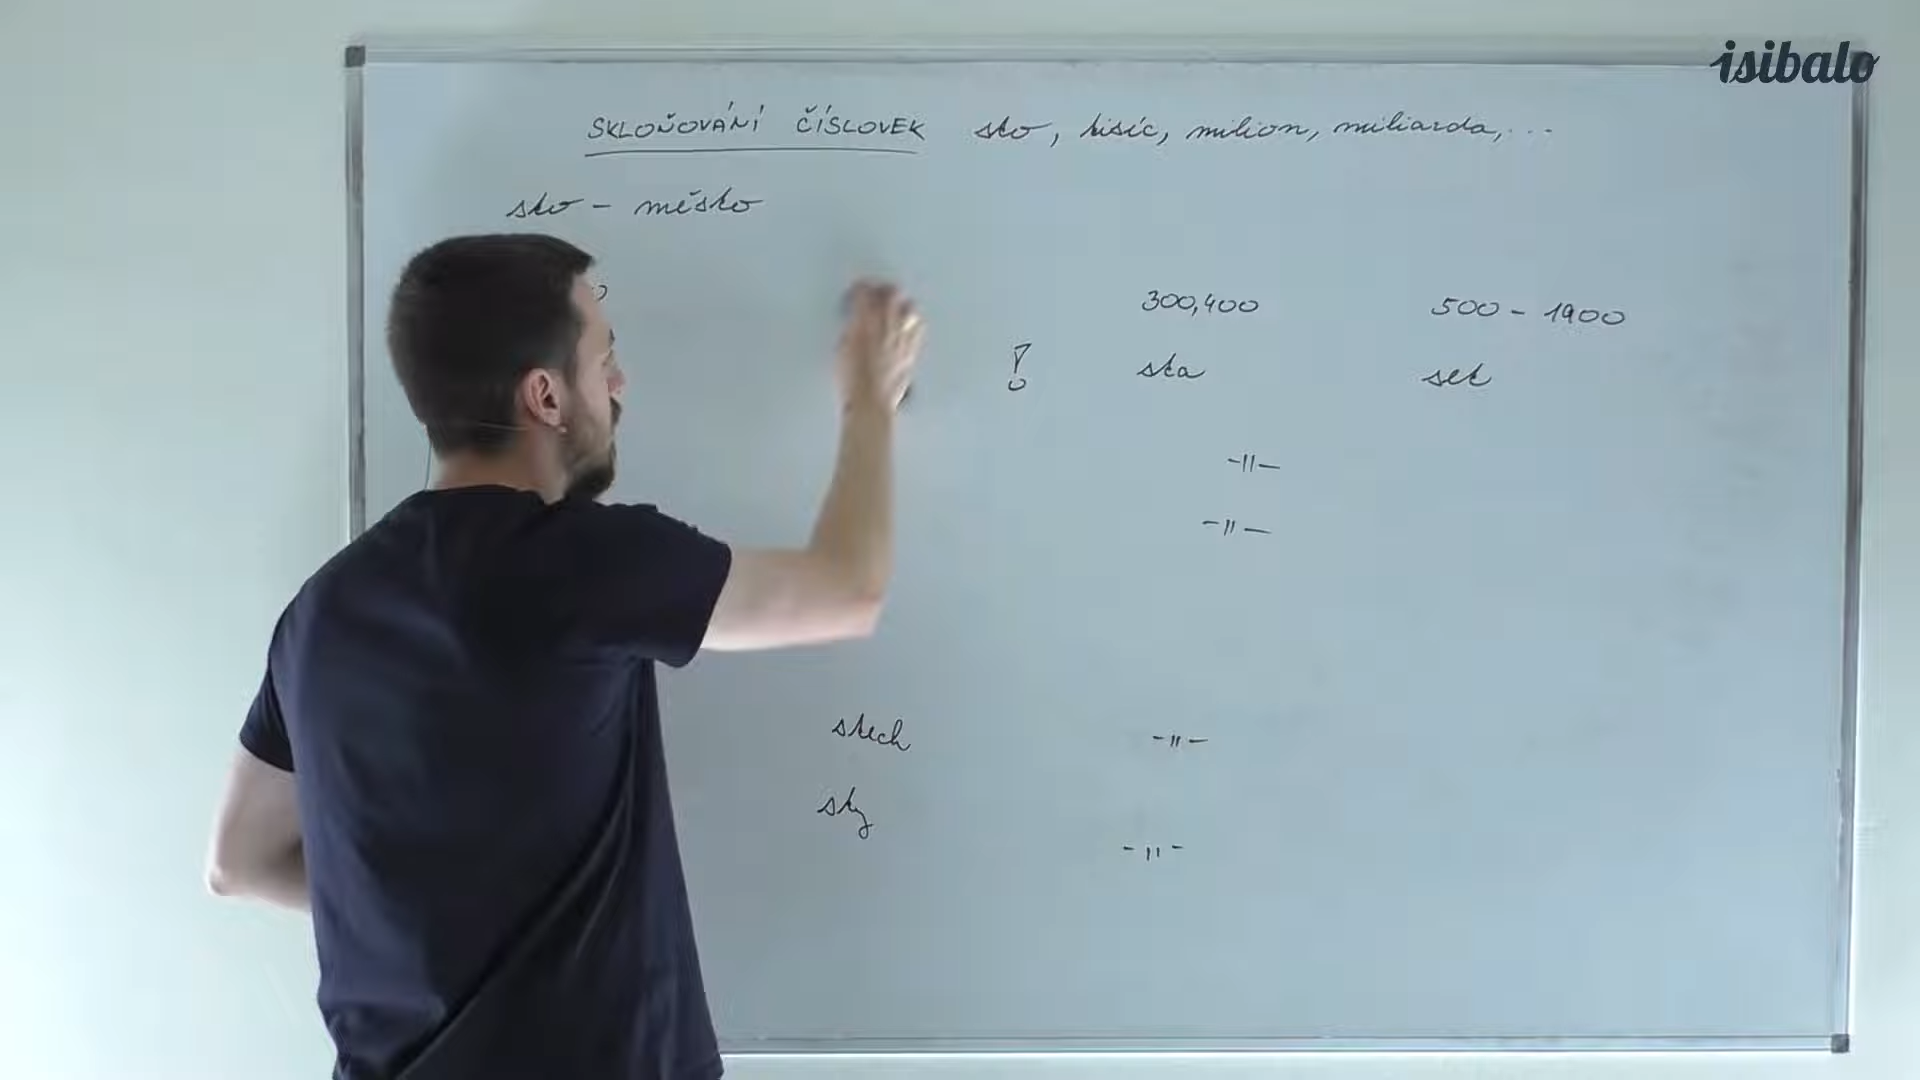 isibalo
SKLOŇOVÁNÍ ČÍSLOVEK sto, tisíc, milion, miliarda, ...
sto - město
300,400 500 - 1900
! sta set
-||-
-||-
stech -||-
sty
-||-